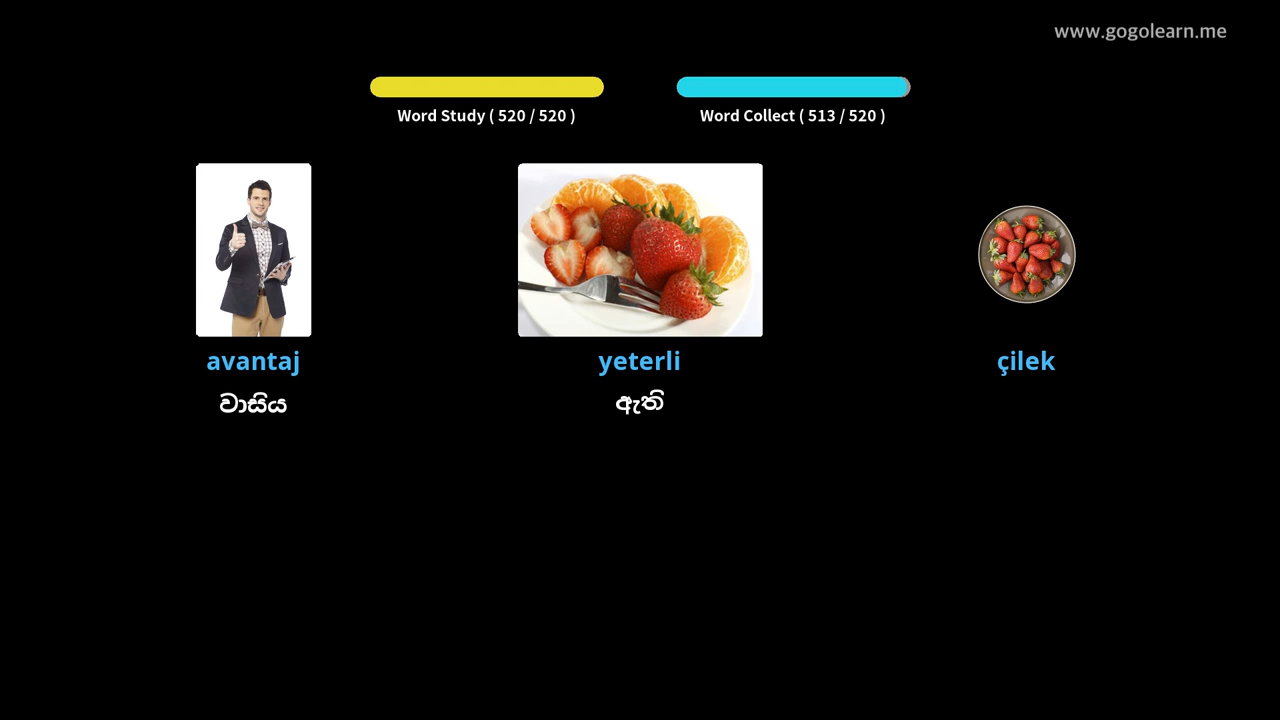 www.gogolearn.me
Word Study ( 520 / 520 )
Word Collect ( 513 / 520 )
avantaj
yeterli
çilek
වාසිය
ඇති